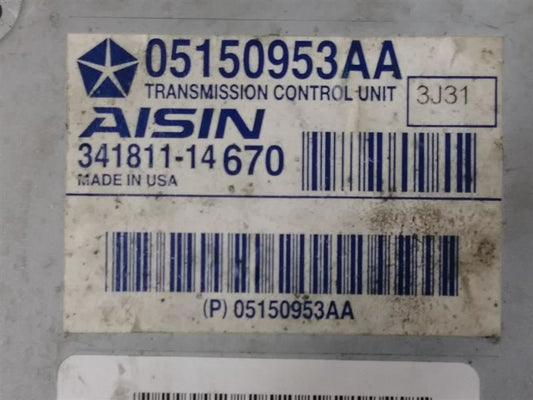 05150953AA
TRANSMISSION CONTROL UNIT
3J31
AISIN
341811-14 670
MADE IN USA
(P) 05150953AA